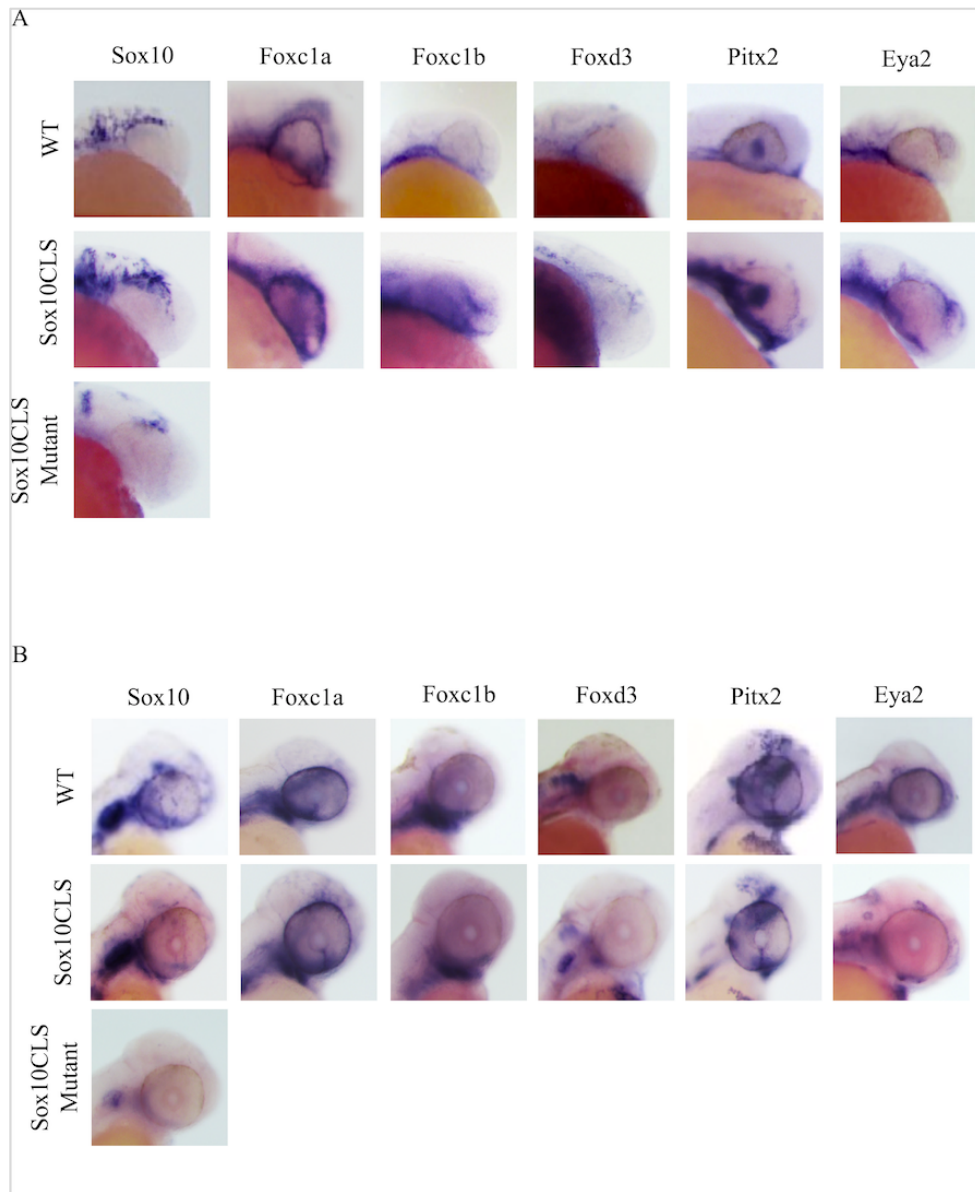 A
Sox10 Foxc1a Foxc1b Foxd3 Pitx2 Eya2
WT
Sox10CLS
Sox10CLS
Mutant
B
Sox10 Foxc1a Foxc1b Foxd3 Pitx2 Eya2
WT
Sox10CLS
Sox10CLS
Mutant